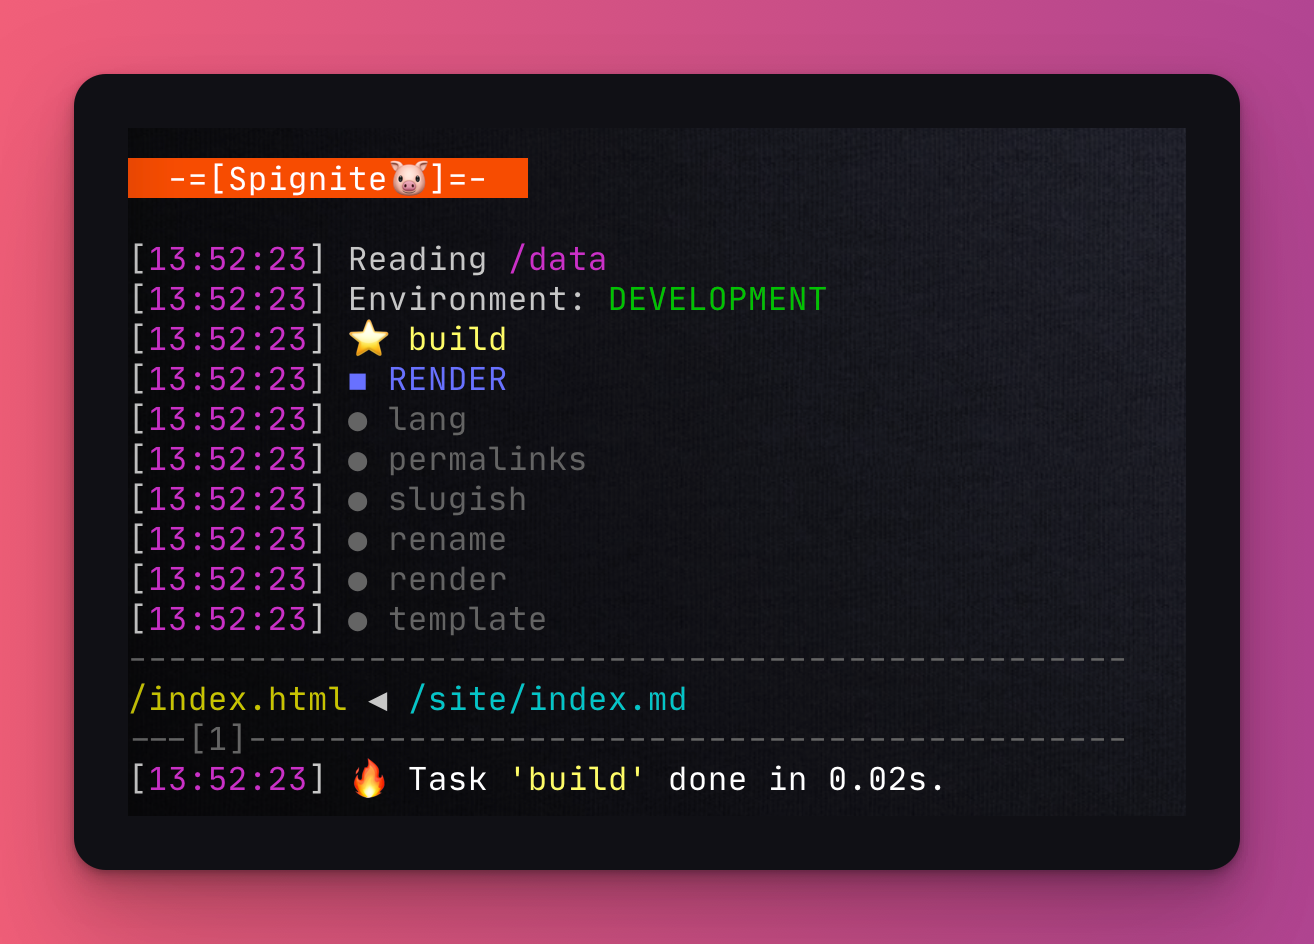 -=[Spignite🐷]=-
[13:52:23] Reading /data
[13:52:23] Environment: DEVELOPMENT
[13:52:23] ⭐ build
[13:52:23] ■ RENDER
[13:52:23] ● lang
[13:52:23] ● permalinks
[13:52:23] ● slugish
[13:52:23] ● rename
[13:52:23] ● render
[13:52:23] ● template
--------------------------------------------------
/index.html ◀ /site/index.md
---[1]--------------------------------------------
[13:52:23] 🔥 Task 'build' done in 0.02s.